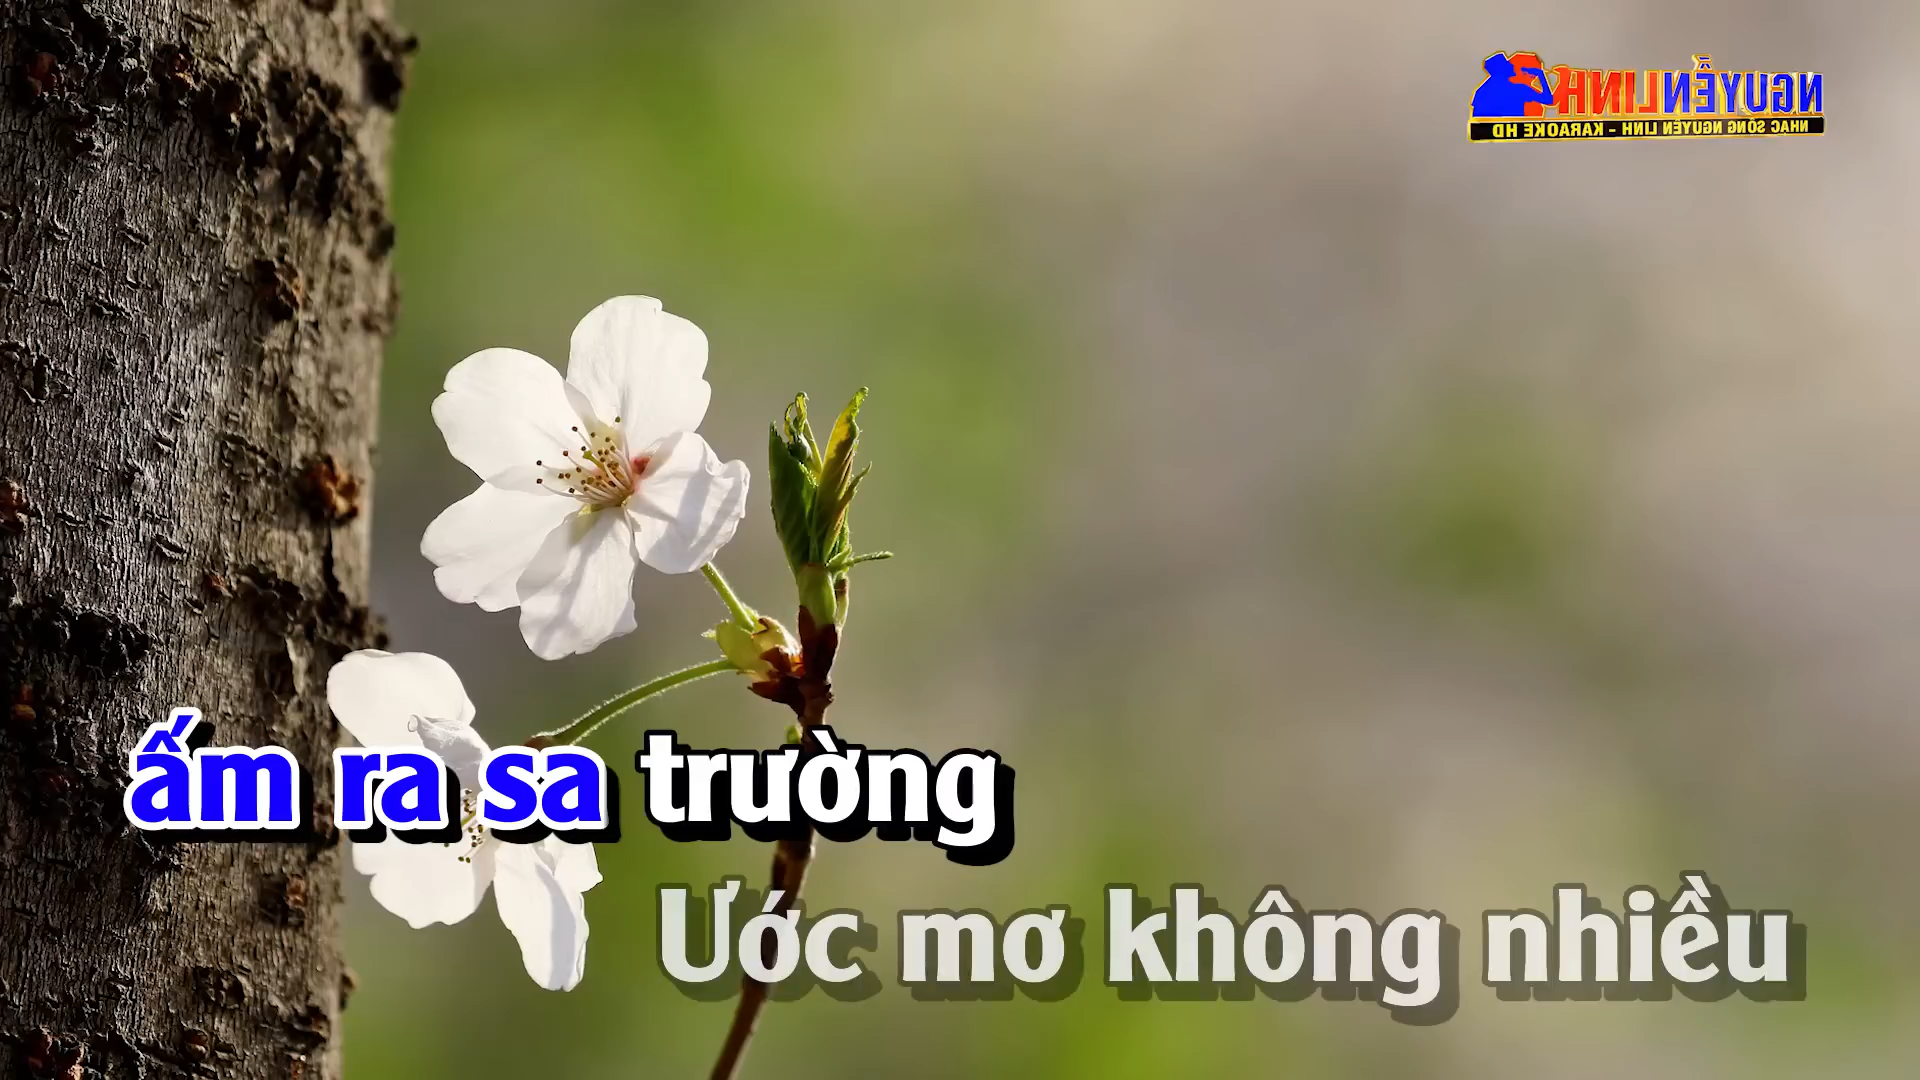 NGUYỄN LINH
NHẠC SỐNG NGUYỄN LINH - KARAOKE HD
ấm ra sa trường
Ước mơ không nhiều